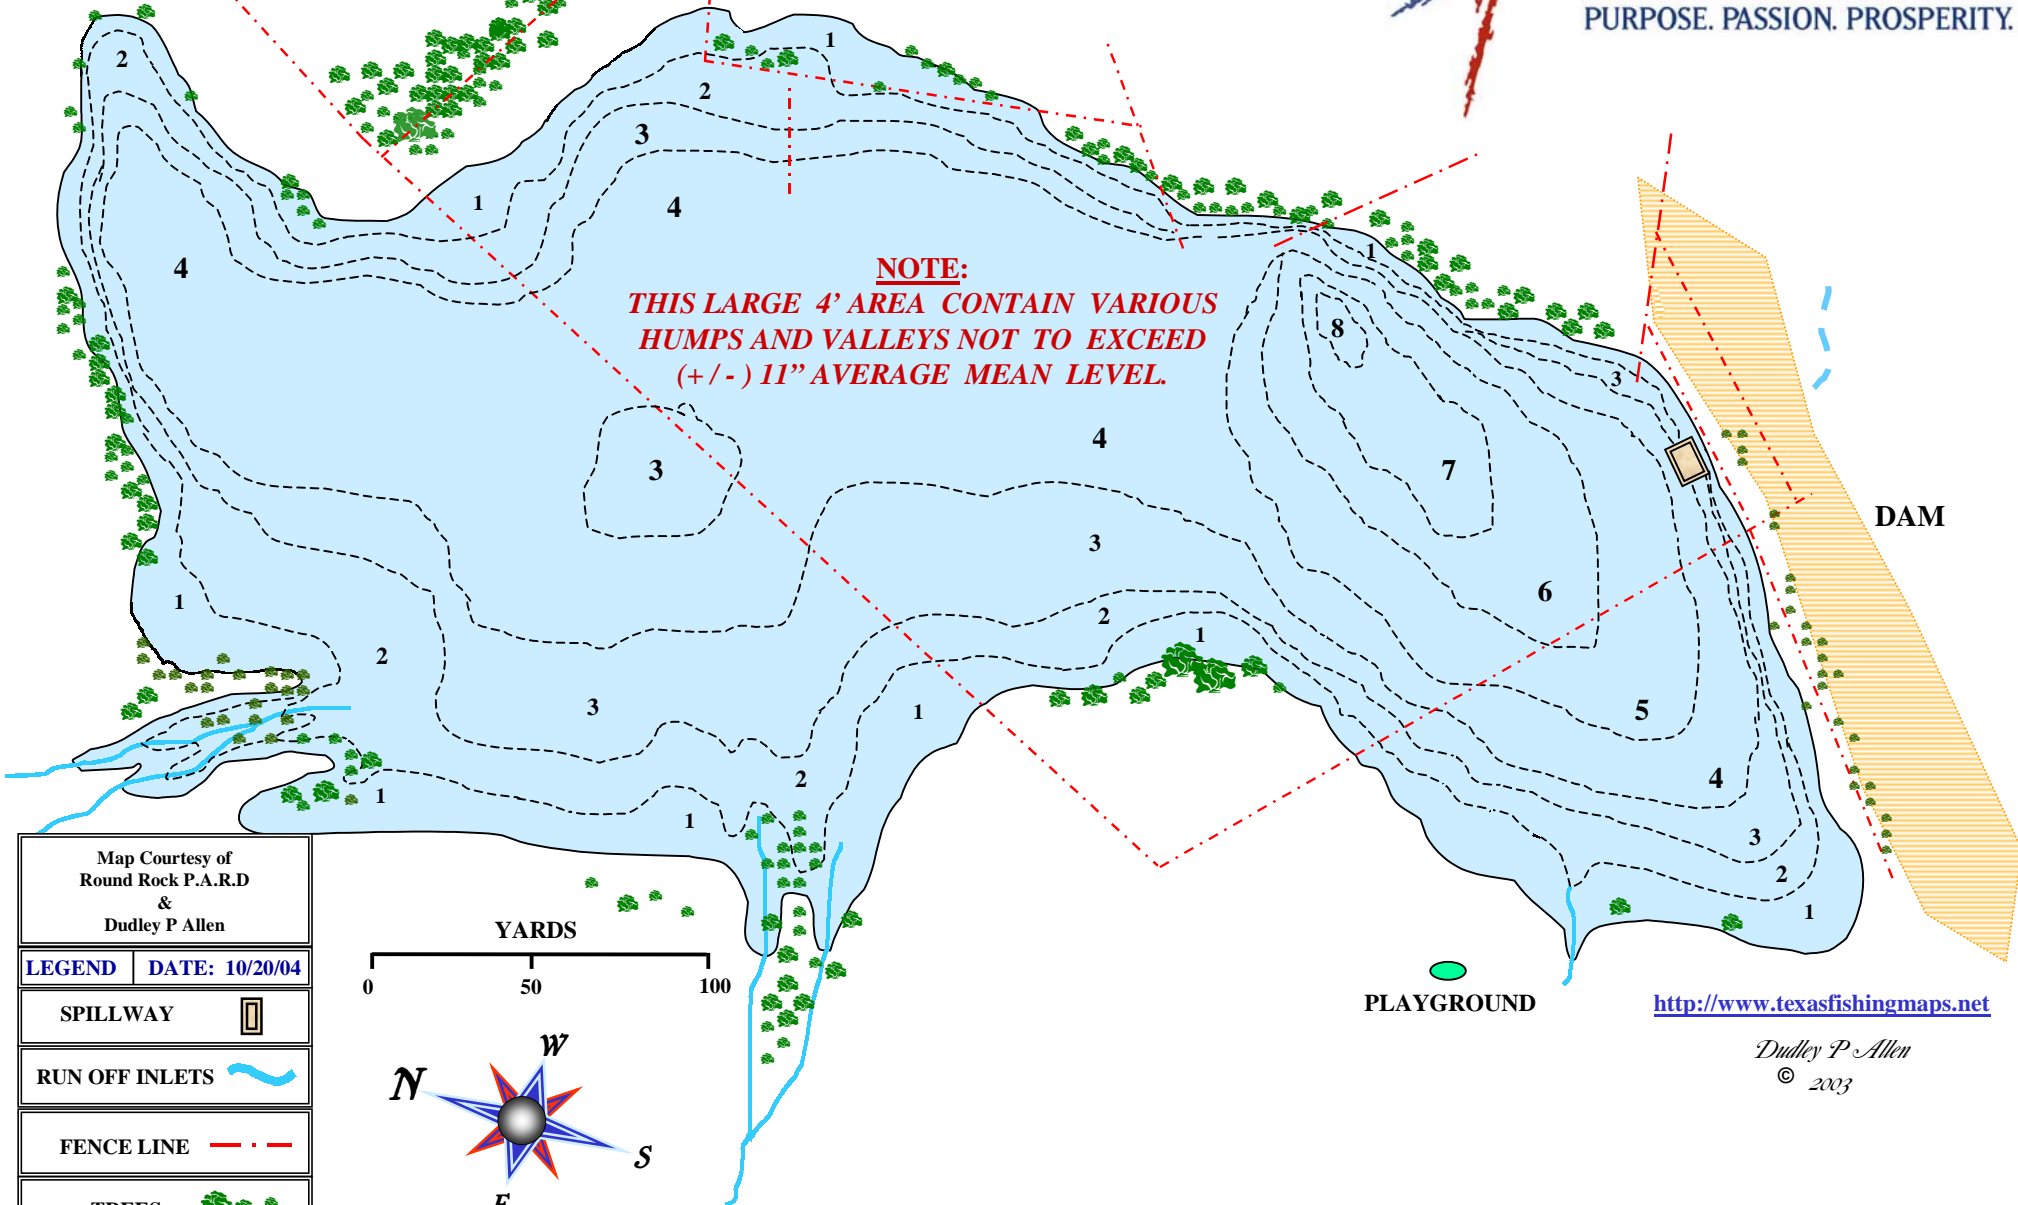 PURPOSE. PASSION. PROSPERITY.
2
1
2
3
1
4
4
1
NOTE:
THIS LARGE 4’ AREA CONTAIN VARIOUS
HUMPS AND VALLEYS NOT TO EXCEED
(+ / - ) 11” AVERAGE MEAN LEVEL.
8
3
4
3
7
DAM
3
6
1
2
1
2
3
1
5
2
4
1
1
3
2
1
Map Courtesy of
Round Rock P.A.R.D
&
Dudley P Allen
LEGEND DATE: 10/20/04
SPILLWAY
RUN OFF INLETS
FENCE LINE
TREES
YARDS
0 50 100
N
W
S
E
PLAYGROUND
http://www.texasfishingmaps.net
Dudley P Allen
© 2003